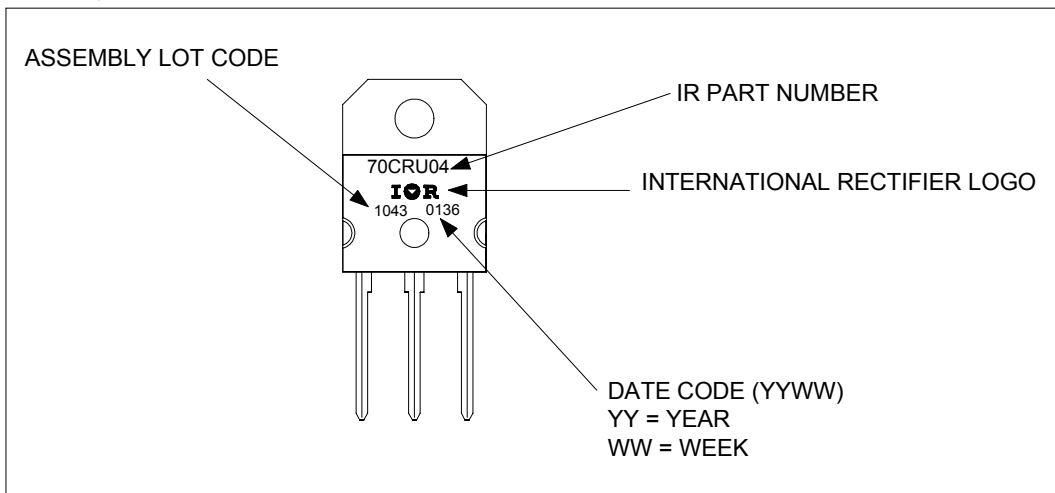 ASSEMBLY LOT CODE
IR PART NUMBER
70CRU04
IOR
INTERNATIONAL RECTIFIER LOGO
1043 0136
DATE CODE (YYWW)
YY = YEAR
WW = WEEK